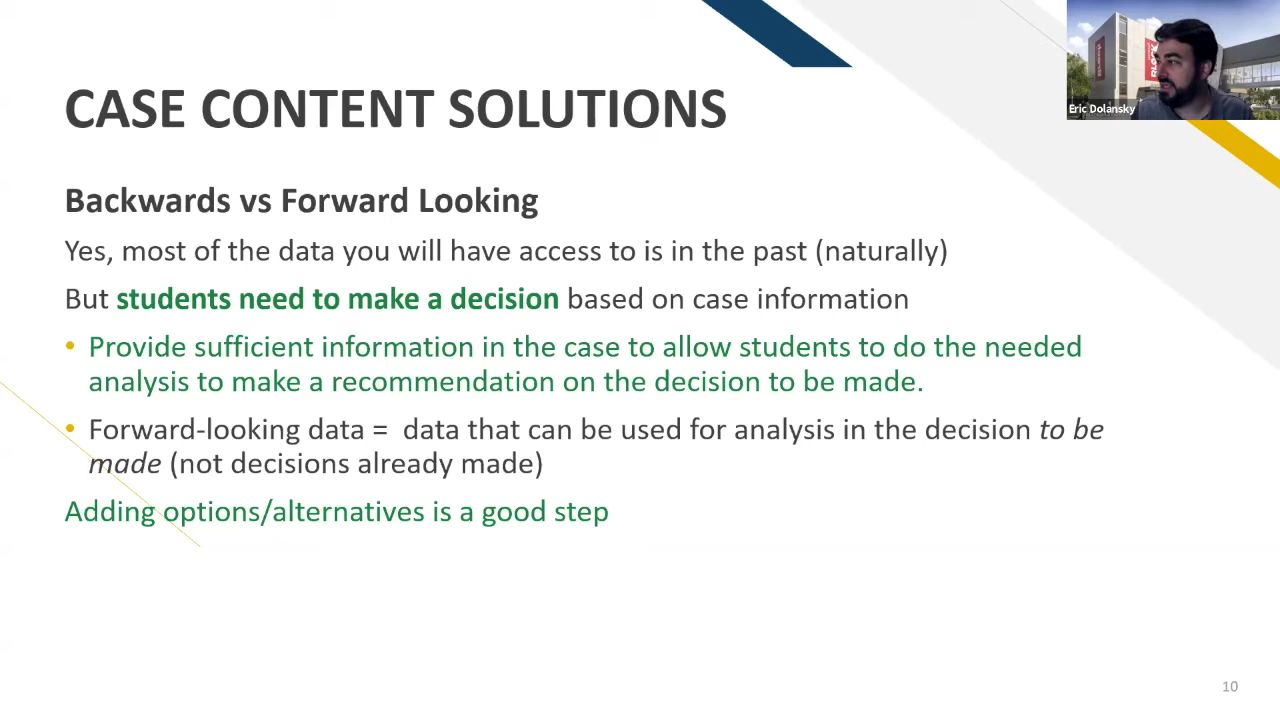 Eric Dolansky
CASE CONTENT SOLUTIONS
Backwards vs Forward Looking
Yes, most of the data you will have access to is in the past (naturally)
But students need to make a decision based on case information
• Provide sufficient information in the case to allow students to do the needed
analysis to make a recommendation on the decision to be made.
• Forward-looking data =  data that can be used for analysis in the decision to be
made (not decisions already made)
Adding options/alternatives is a good step
10